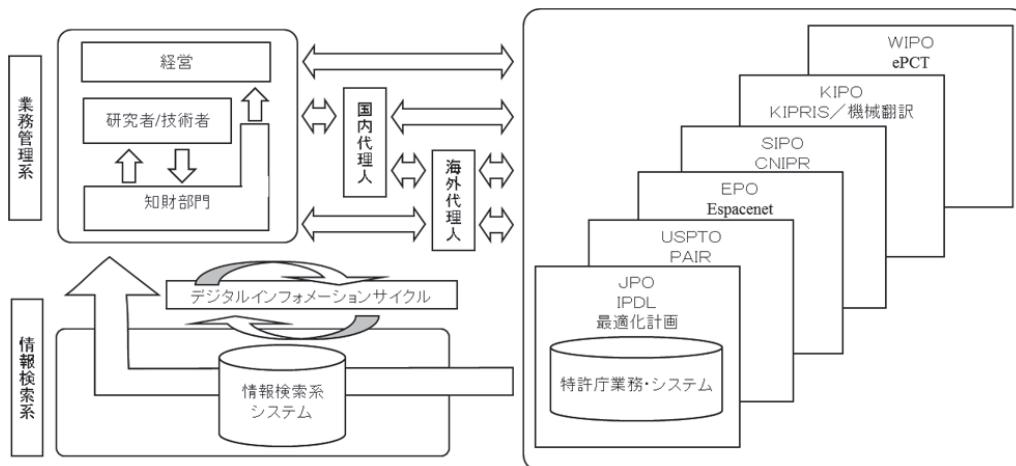 業務管理系
経営
研究者/技術者
知財部門
国内代理人
海外代理人
デジタルインフォメーションサイクル
情報検索系
情報検索系
システム
WIPO
ePCT
KIPO
KIPRIS／機械翻訳
SIPO
CNIPR
EPO
Espacenet
USPTO
PAIR
JPO
IPDL
最適化計画
特許庁業務・システム